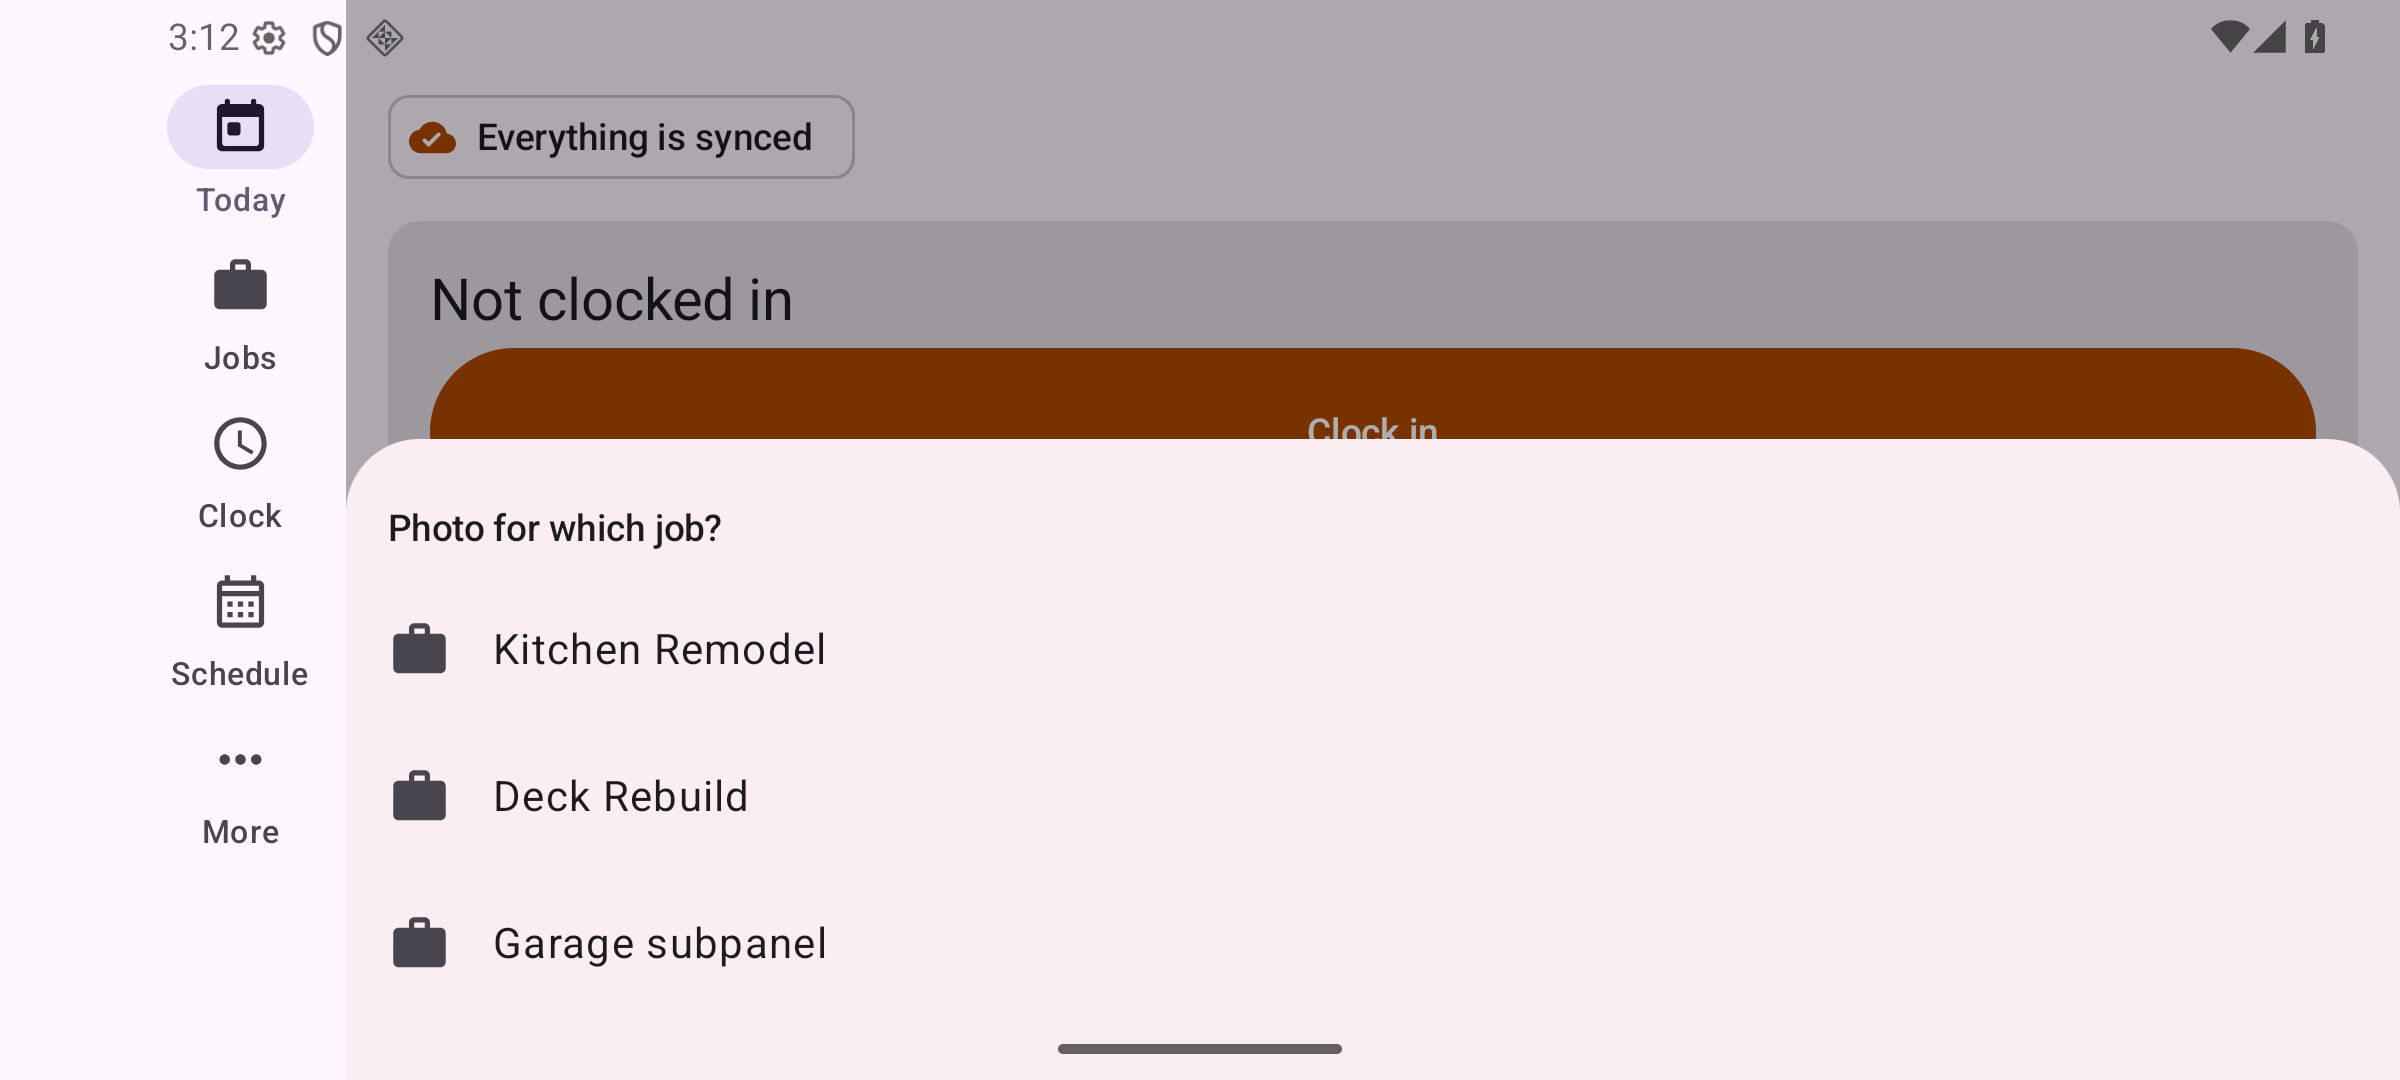 3:12
Today
Jobs
Clock
Schedule
More
Everything is synced
Not clocked in
Clock in
Photo for which job?
Kitchen Remodel
Deck Rebuild
Garage subpanel